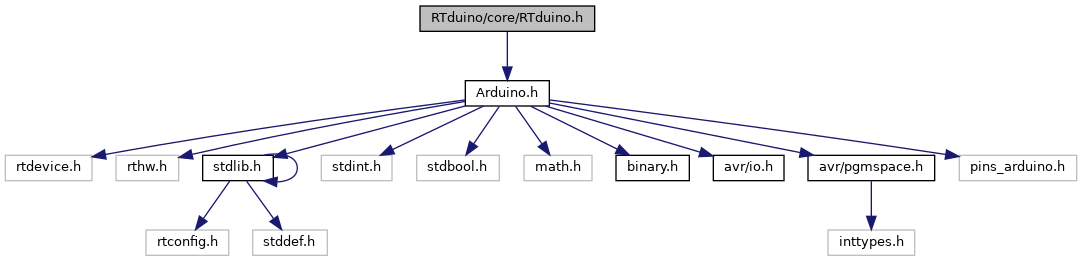 RTduino/core/RTduino.h
Arduino.h
rtdevice.h
rthw.h
stdlib.h
stdint.h
stdbool.h
math.h
binary.h
avr/io.h
avr/pgmspace.h
pins_arduino.h
rtconfig.h
stddef.h
inttypes.h